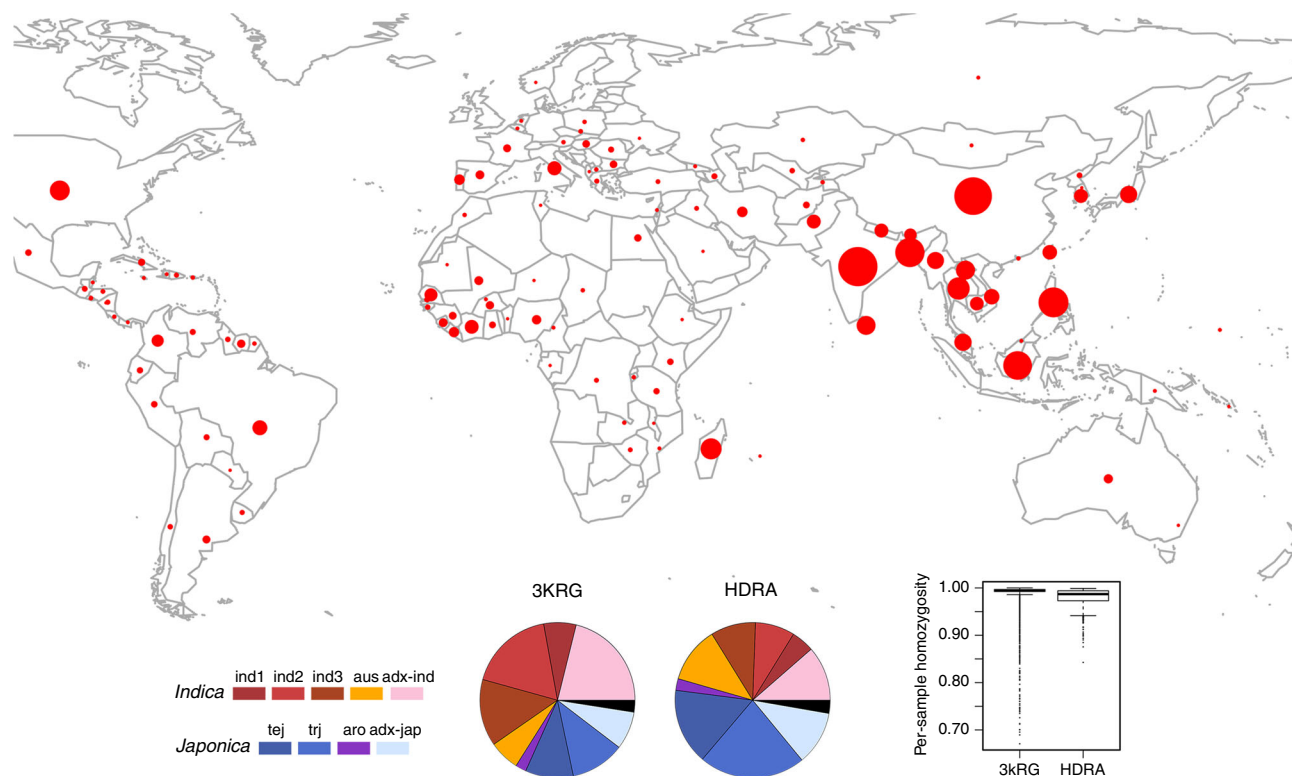 3KRG HDRA
Indica ind1 ind2 ind3 aus adx-ind
Japonica tej trj aro adx-jap
Per-sample homozygosity
1.00
0.90
0.80
0.70
3kRG HDRA